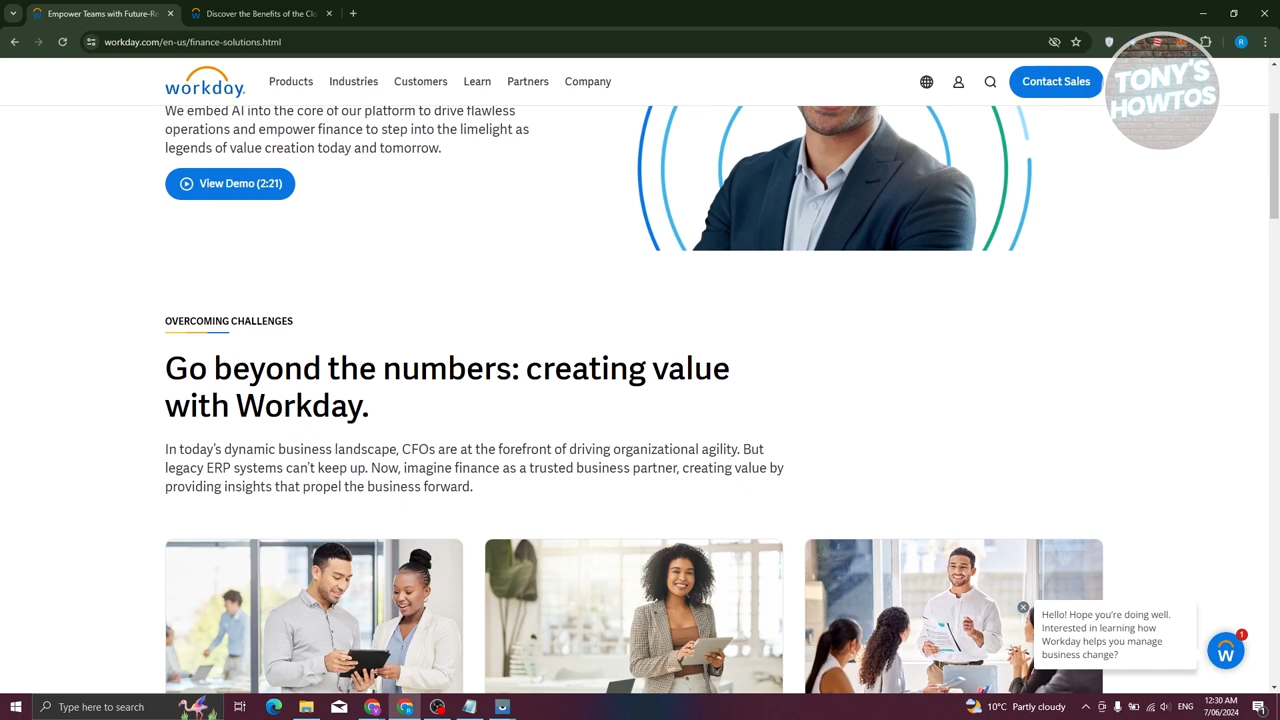 Empower Teams with Future-Re
Discover the Benefits of the Clo
workday.com/en-us/finance-solutions.html
R
workday.
Products
Industries
Customers
Learn
Partners
Company
Contact Sales
TONY'S
HOWTOS
We embed AI into the core of our platform to drive flawless
operations and empower finance to step into the limelight as
legends of value creation today and tomorrow.
View Demo (2:21)
OVERCOMING CHALLENGES
Go beyond the numbers: creating value
with Workday.
In today's dynamic business landscape, CFOs are at the forefront of driving organizational agility. But
legacy ERP systems can't keep up. Now, imagine finance as a trusted business partner, creating value by
providing insights that propel the business forward.
Hello! Hope you're doing well.
Interested in learning how
Workday helps you manage
business change?
1
W
Type here to search
10°C Partly cloudy
ENG
12:30 AM
7/06/2024